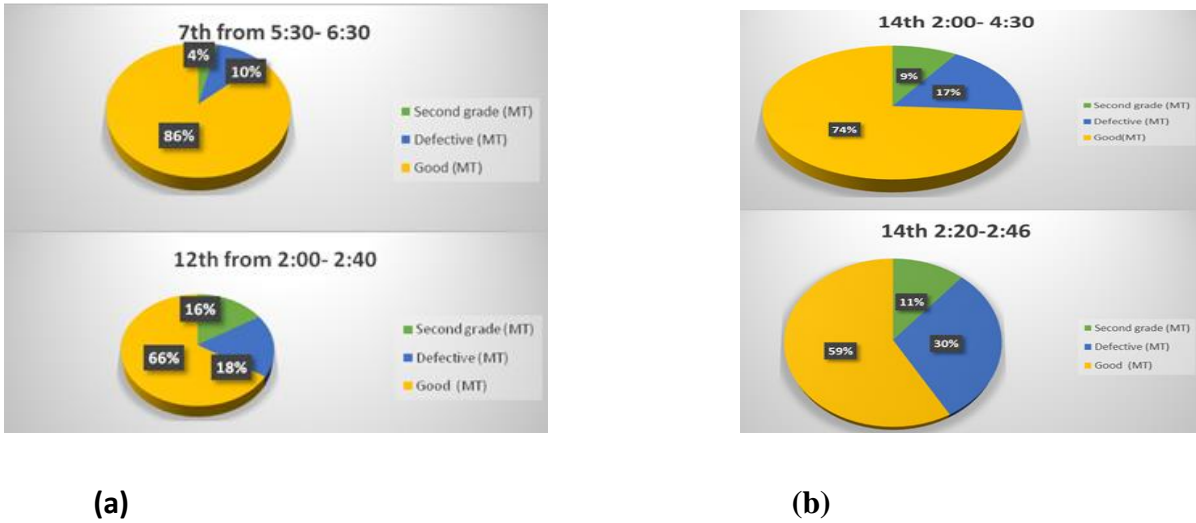 7th from 5:30- 6:30
4%
10%
86%
Second grade (MT)
Defective (MT)
Good (MT)
12th from 2:00- 2:40
16%
66%
18%
Second grade (MT)
Defective (MT)
Good (MT)
(a)
14th 2:00- 4:30
9%
17%
74%
Second grade (MT)
Defective (MT)
Good(MT)
14th 2:20-2:46
11%
30%
59%
Second grade (MT)
Defective (MT)
Good (MT)
(b)